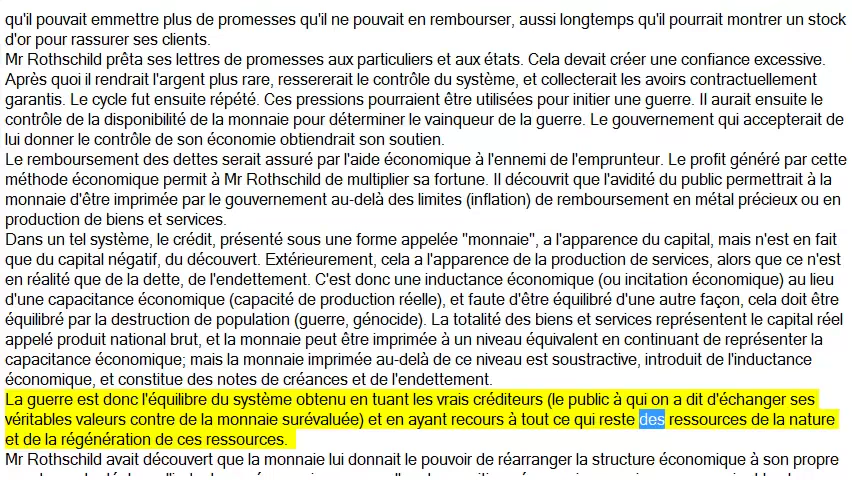 qu'il pouvait emmettre plus de promesses qu'il ne pouvait en rembourser, aussi longtemps qu'il pourrait montrer un stock
d'or pour rassurer ses clients.
Mr Rothschild prêta ses lettres de promesses aux particuliers et aux états. Cela devait créer une confiance excessive.
Après quoi il rendrait l'argent plus rare, ressererait le contrôle du système, et collecterait les avoirs contractuellement
garantis. Le cycle fut ensuite répété. Ces pressions pourraient être utilisées pour initier une guerre. Il aurait ensuite le
contrôle de la disponibilité de la monnaie pour déterminer le vainqueur de la guerre. Le gouvernement qui accepterait de
lui donner le contrôle de son économie obtiendrait son soutien.
Le remboursement des dettes serait assuré par l'aide économique à l'ennemi de l'emprunteur. Le profit généré par cette
méthode économique permit à Mr Rothschild de multiplier sa fortune. Il découvrit que l'avidité du public permettrait à la
monnaie d'être imprimée par le gouvernement au-delà des limites (inflation) de remboursement en métal précieux ou en
production de biens et services.
Dans un tel système, le crédit, présenté sous une forme appelée "monnaie", a l'apparence du capital, mais n'est en fait
que du capital négatif, du découvert. Extérieurement, cela a l'apparence de la production de services, alors que ce n'est
en réalité que de la dette, de l'endettement. C'est donc une inductance économique (ou incitation économique) au lieu
d'une capacitance économique (capacité de production réelle), et faute d'être équilibré d'une autre façon, cela doit être
équilibré par la destruction de population (guerre, génocide). La totalité des biens et services représentent le capital réel
appelé produit national brut, et la monnaie peut être imprimée à un niveau équivalent en continuant de représenter la
capacitance économique; mais la monnaie imprimée au-delà de ce niveau est soustractive, introduit de l'inductance
économique, et constitue des notes de créances et de l'endettement.
La guerre est donc l'équilibre du système obtenu en tuant les vrais créditeurs (le public à qui on a dit d'échanger ses
véritables valeurs contre de la monnaie surévaluée) et en ayant recours à tout ce qui reste des ressources de la nature
et de la régénération de ces ressources.
Mr Rothschild avait découvert que la monnaie lui donnait le pouvoir de réarranger la structure économique à son propre